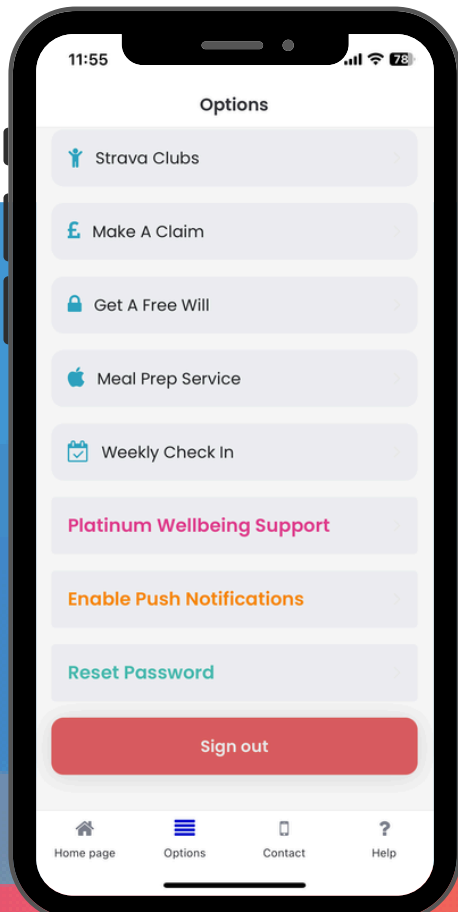 11:55
78
Options
Strava Clubs
£ Make A Claim
Get A Free Will
Meal Prep Service
Weekly Check In
Platinum Wellbeing Support
Enable Push Notifications
Reset Password
Sign out
?
Home page Options Contact Help